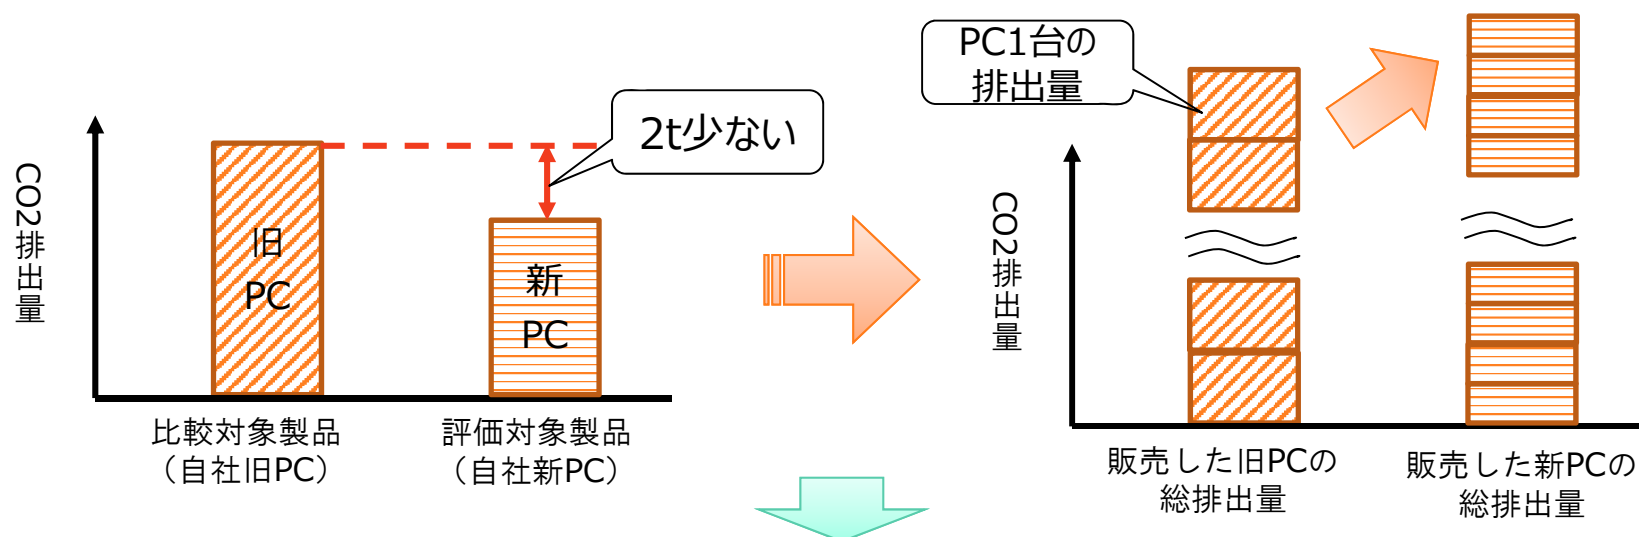 CO2排出量
旧
PC
新
PC
2t少ない
比較対象製品
（自社旧PC）
評価対象製品
（自社新PC）
PC1台の
排出量
CO2排出量
販売した旧PCの
総排出量
販売した新PCの
総排出量